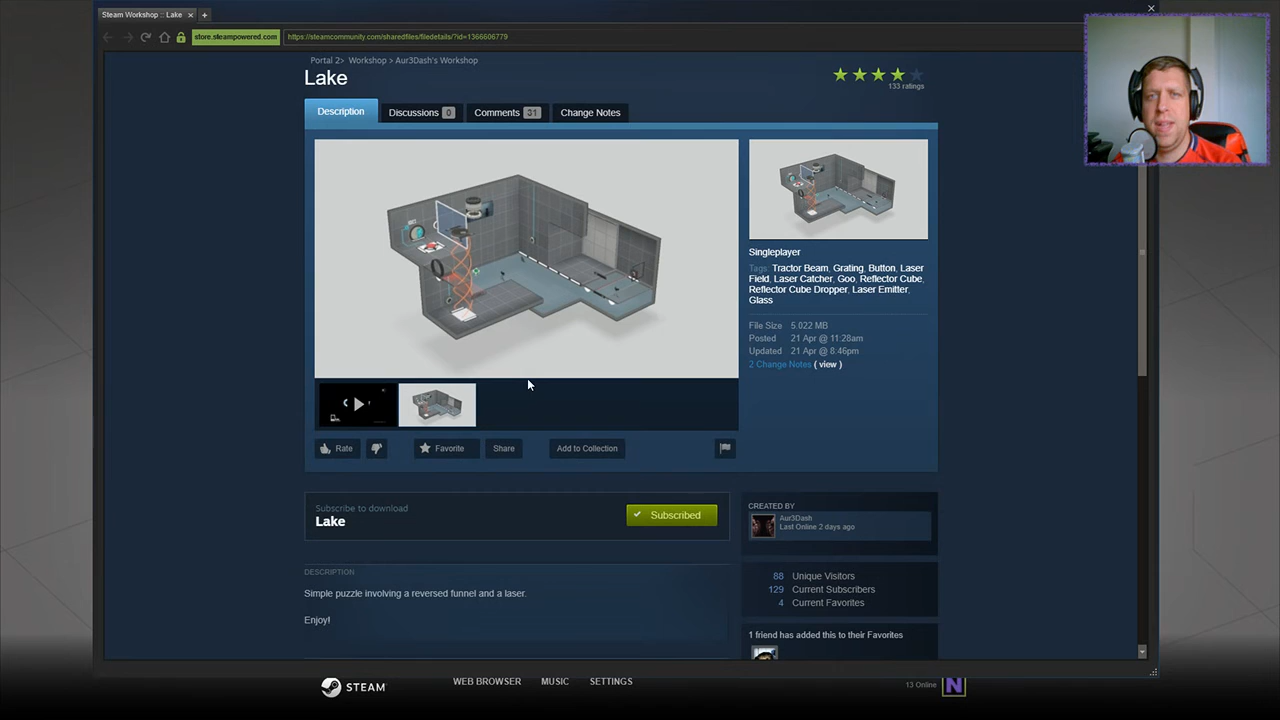 Steam Workshop :: Lake
store.steampowered.com
https://steamcommunity.com/sharedfiles/filedetails/?id=1366606779
Portal 2> Workshop > Aur3Dash's Workshop
Lake
133 ratings
Description
Discussions 0
Comments 31
Change Notes
Singleplayer
Tags: Tractor Beam, Grating, Button, Laser
Field, Laser Catcher, Goo, Reflector Cube,
Reflector Cube Dropper, Laser Emitter,
Glass
File Size 5.022 MB
Posted 21 Apr @ 11:28am
Updated 21 Apr @ 8:46pm
2 Change Notes ( view )
Rate
Favorite
Share
Add to Collection
Subscribe to download
Lake
Subscribed
CREATED BY
Aur3Dash
Last Online 2 days ago
DESCRIPTION
Simple puzzle involving a reversed funnel and a laser.
Enjoy!
88 Unique Visitors
129 Current Subscribers
4 Current Favorites
1 friend has added this to their Favorites
STEAM
WEB BROWSER
MUSIC
SETTINGS
13 Online
N